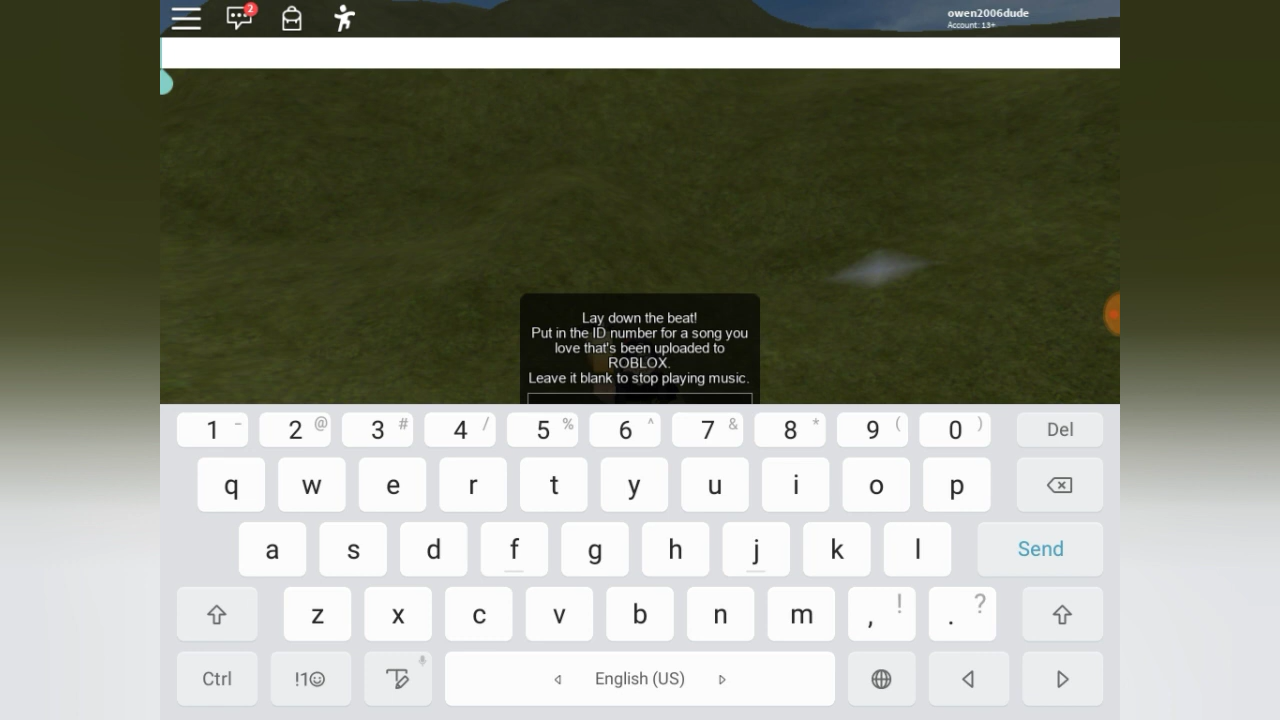 2
owen2006dude
Account: 13+
Lay down the beat!
Put in the ID number for a song you
love that's been uploaded to
ROBLOX.
Leave it blank to stop playing music.
1 - 2 @ 3 # 4 / 5 % 6 ^ 7 & 8 * 9 ( 0 ) Del
q w e r t y u i o p
a s d f g h j k l Send
z x c v b n m , ! . ?
Ctrl !1☺ T English (US)